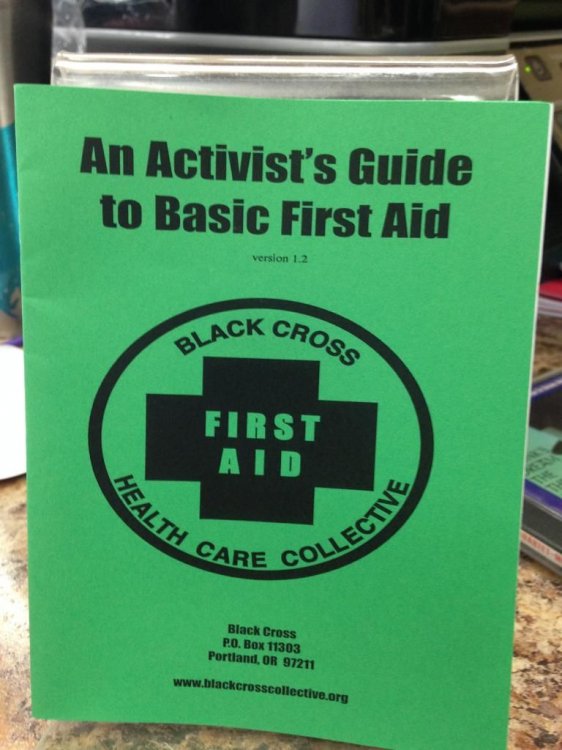 An Activist's Guide
to Basic First Aid
version 1.2
BLACK CROSS
FIRST
AID
HEALTH CARE COLLECTIVE
Black Cross
P.O. Box 11303
Portland, OR 97211
www.blackcrosscollective.org